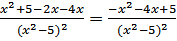 (x²+5-2x-4x)/(x²-5)² = (-x²-4x+5)/(x²-5)²